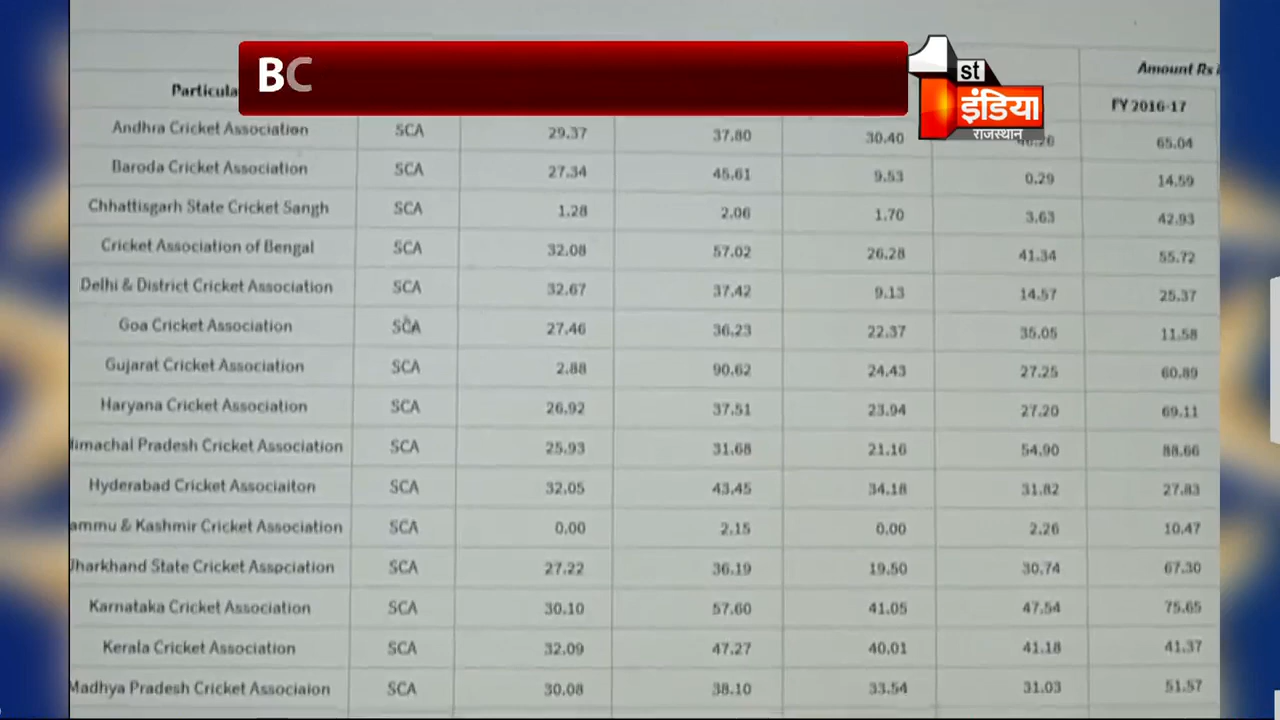 BC
1st
इंडिया
राजस्थान
Amount Rs
Particula FY 2016-17
Andhra Cricket Association SCA 29.37 37.80 30.40 65.04
Baroda Cricket Association SCA 27.34 45.61 9.53 0.29 14.59
Chhattisgarh State Cricket Sangh SCA 1.28 2.06 1.70 3.63 42.93
Cricket Association of Bengal SCA 32.08 57.02 26.28 41.34 55.72
Delhi & District Cricket Association SCA 32.67 37.42 9.13 14.57 25.37
Goa Cricket Association SCA 27.46 36.23 22.37 35.05 11.58
Gujarat Cricket Association SCA 2.88 90.62 24.43 27.25 60.89
Haryana Cricket Association SCA 26.92 37.51 23.94 27.20 69.11
imachal Pradesh Cricket Association SCA 25.93 31.68 21.16 54.90 88.66
Hyderabad Cricket Associaiton SCA 32.05 43.45 34.18 31.82 27.83
ammu & Kashmir Cricket Association SCA 0.00 2.15 0.00 2.26 10.47
Jharkhand State Cricket Association SCA 27.22 36.19 19.50 30.74 67.30
Karnataka Cricket Association SCA 30.10 57.60 41.05 47.54 75.65
Kerala Cricket Association SCA 32.09 47.27 40.01 41.18 41.37
Madhya Pradesh Cricket Associaion SCA 30.08 38.10 33.54 31.03 51.57